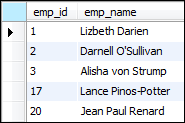 emp_id emp_name
1 Lizbeth Darien
2 Darnell O'Sullivan
3 Alisha von Strump
17 Lance Pinos-Potter
20 Jean Paul Renard